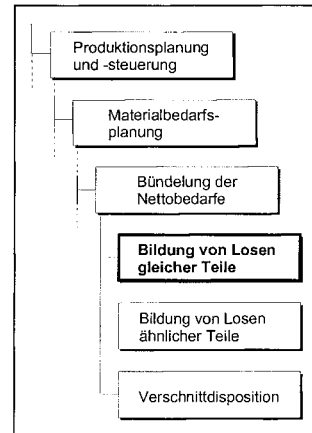 Produktionsplanung
und -steuerung
Materialbedarfs-
planung
Bündelung der
Nettobedarfe
Bildung von Losen
gleicher Teile
Bildung von Losen
ähnlicher Teile
Verschnittdisposition